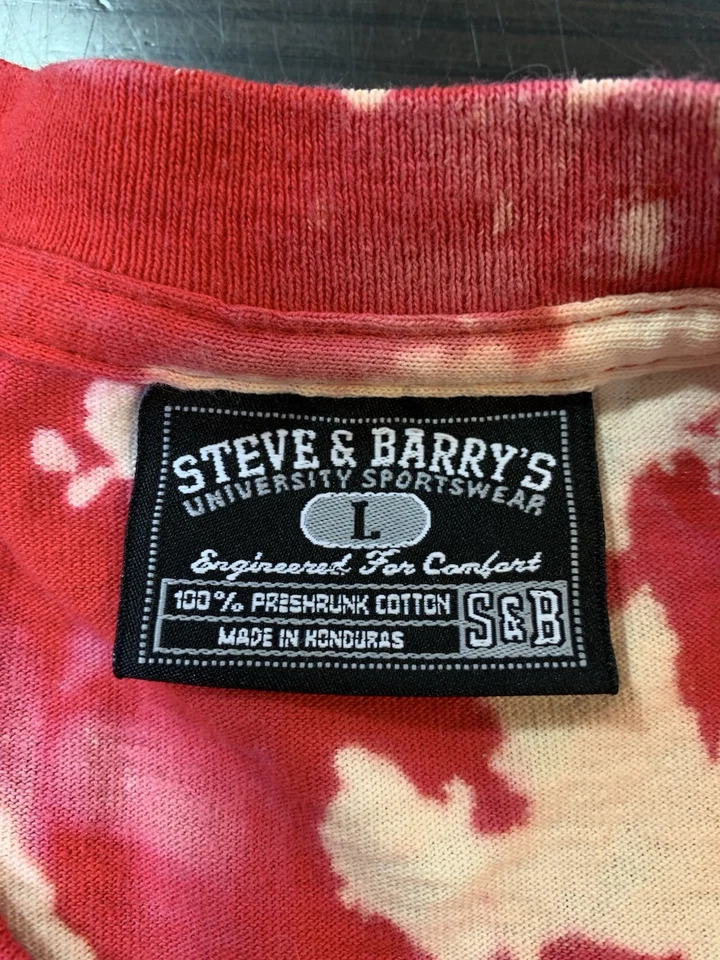 STEVE & BARRY'S
UNIVERSITY SPORTSWEAR
L
Engineered For Comfort
100% PRESHRUNK COTTON
MADE IN HONDURAS
S&B